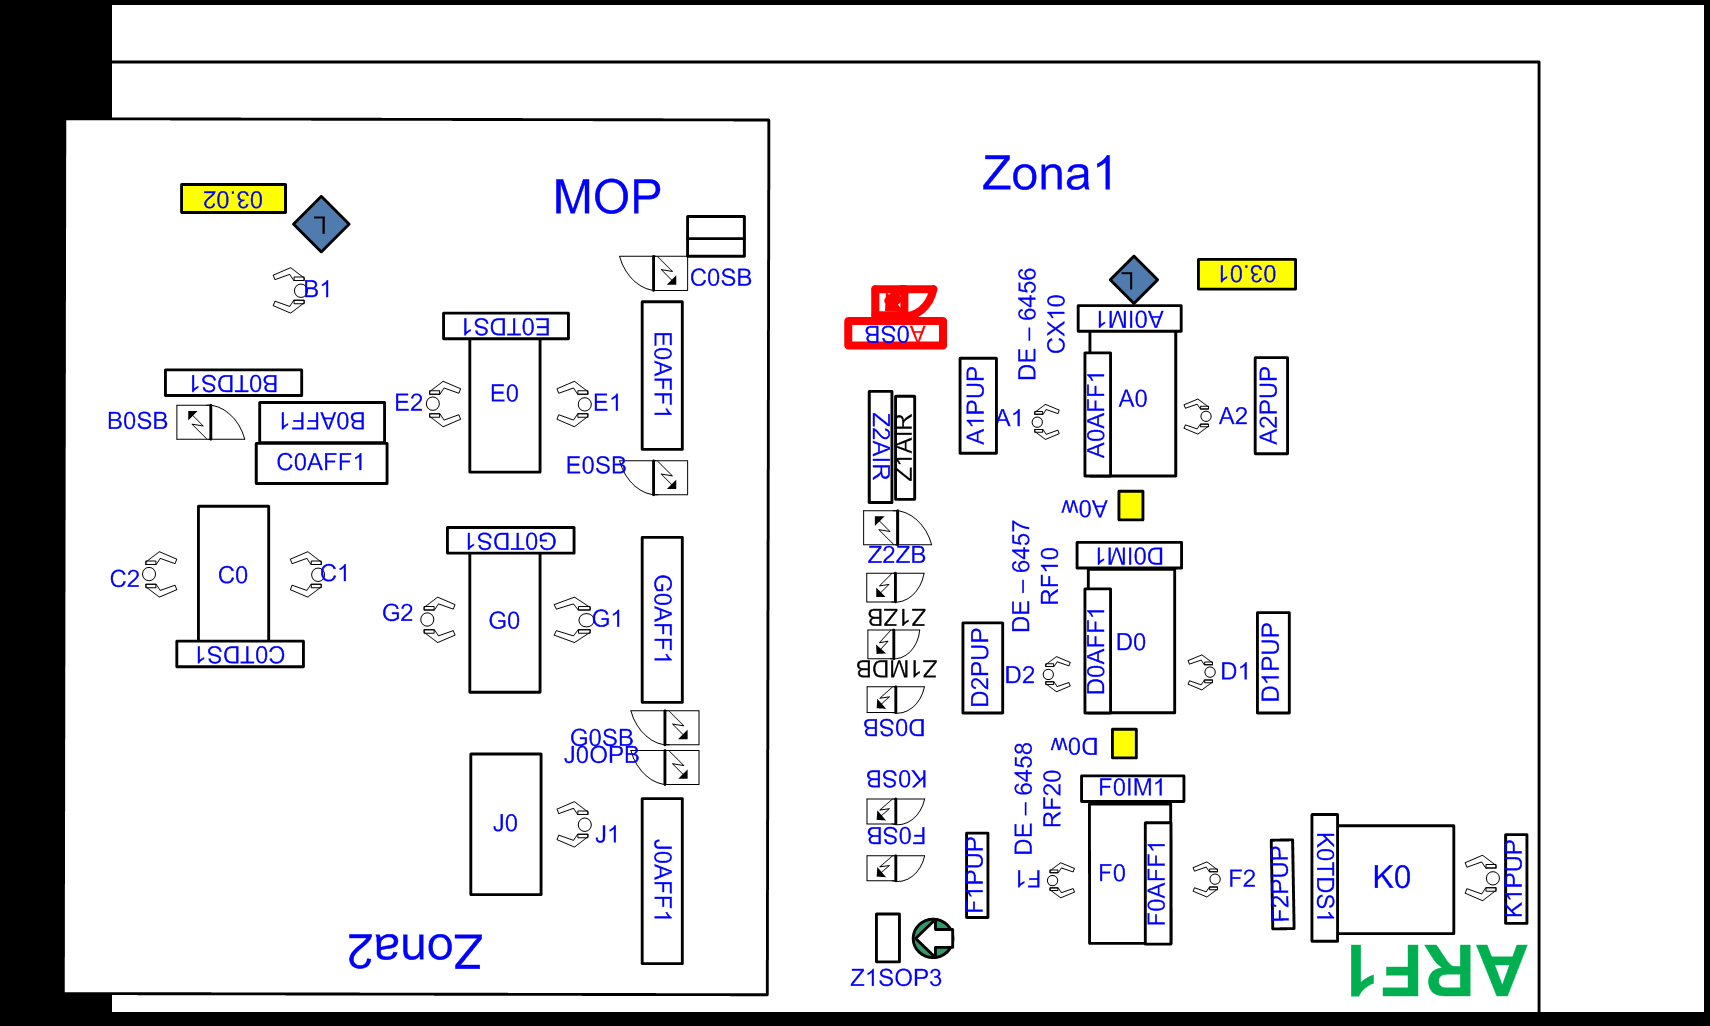 Zona1
MOP
03.02
L
B1
C0SB
E0TDS1
E0AFF1
B0TDS1
B0SB
B0AFF1
C0AFF1
E2
E0
E1
E0SB
C2
C0
C1
C0TDS1
G0TDS1
G2
G0
G1
G0AFF1
G0SB
J0OPB
J0
J1
J0AFF1
Zona2
A0SB
DE – 6456
CX10
L
03.01
A0IM1
A1PUP
A1
A0AFF1
A0
A2
A2PUP
Z2AIR
Z1AIR
A0w
Z2ZB
Z1ZB
Z1MDB
D0SB
DE – 6457
RF10
D0IM1
D2PUP
D2
D0AFF1
D0
D1
D1PUP
D0w
K0SB
F0SB
DE – 6458
RF20
F0IM1
F1PUP
F1
F0
F0AFF1
F2
F2PUP
K0TDS1
K0
K1PUP
Z1SOP3
ARF1